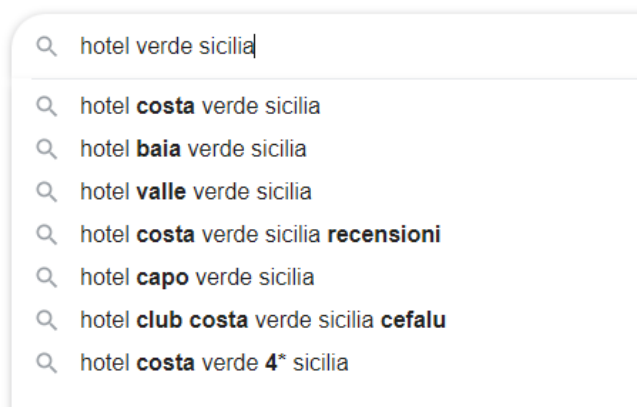 hotel verde sicilia
hotel costa verde sicilia
hotel baia verde sicilia
hotel valle verde sicilia
hotel costa verde sicilia recensioni
hotel capo verde sicilia
hotel club costa verde sicilia cefalu
hotel costa verde 4* sicilia